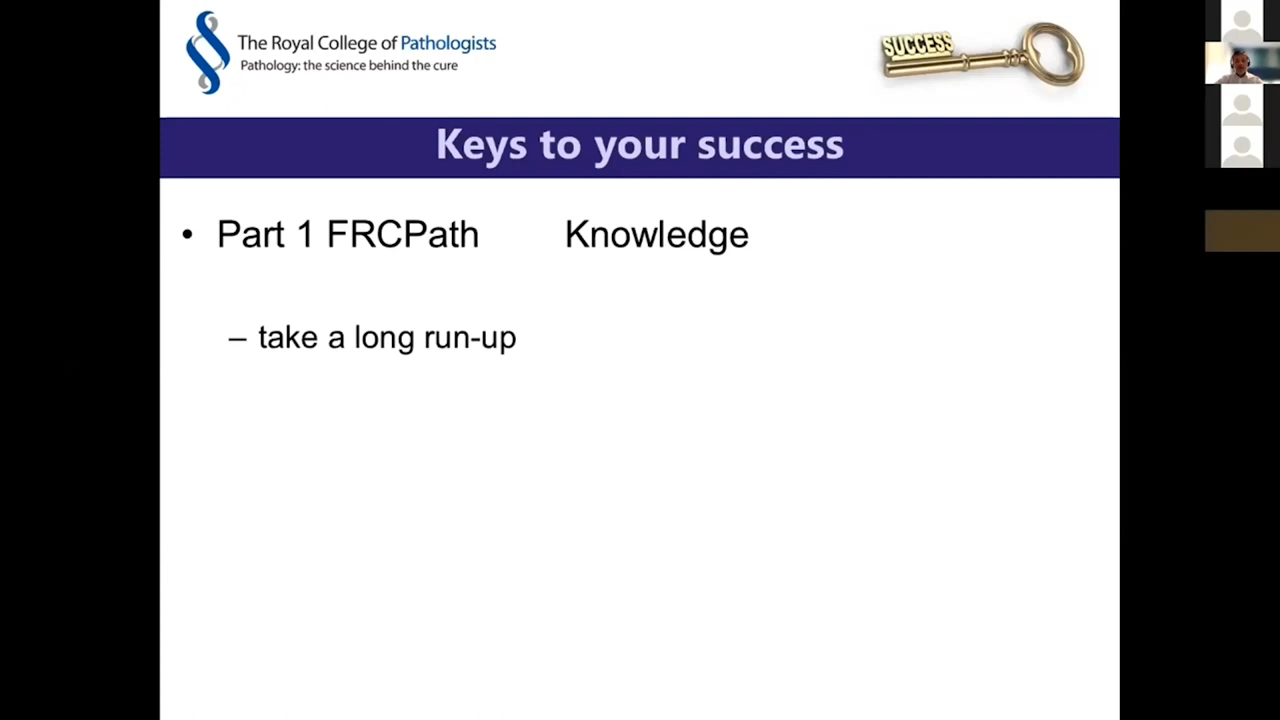 The Royal College of Pathologists
Pathology: the science behind the cure
SUCCESS
Keys to your success
• Part 1 FRCPath Knowledge
– take a long run-up